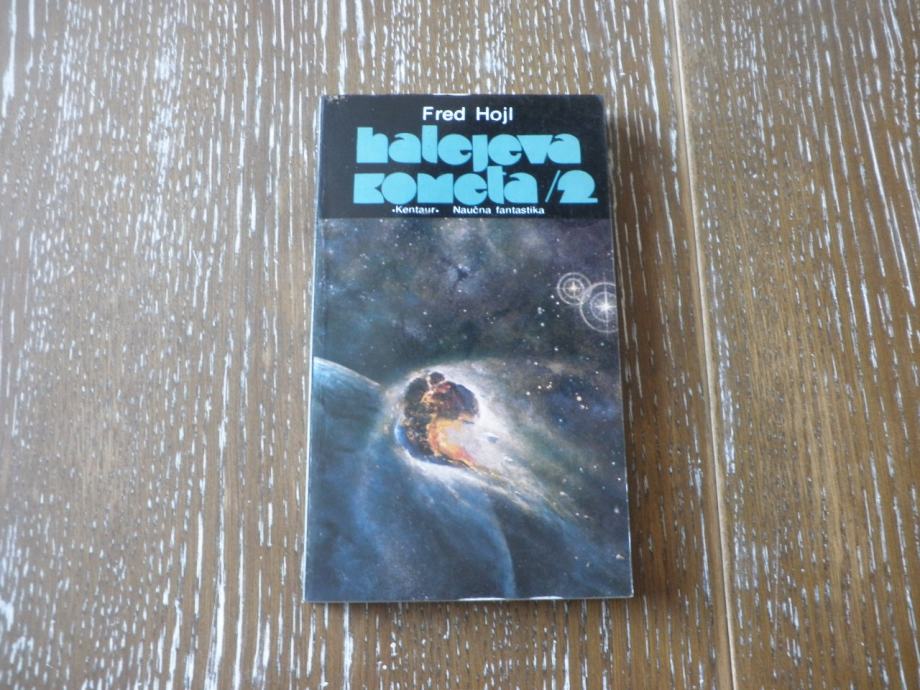 Fred Hojl
halejeva
kometa/2
•Kentaur• Naučna fantastika